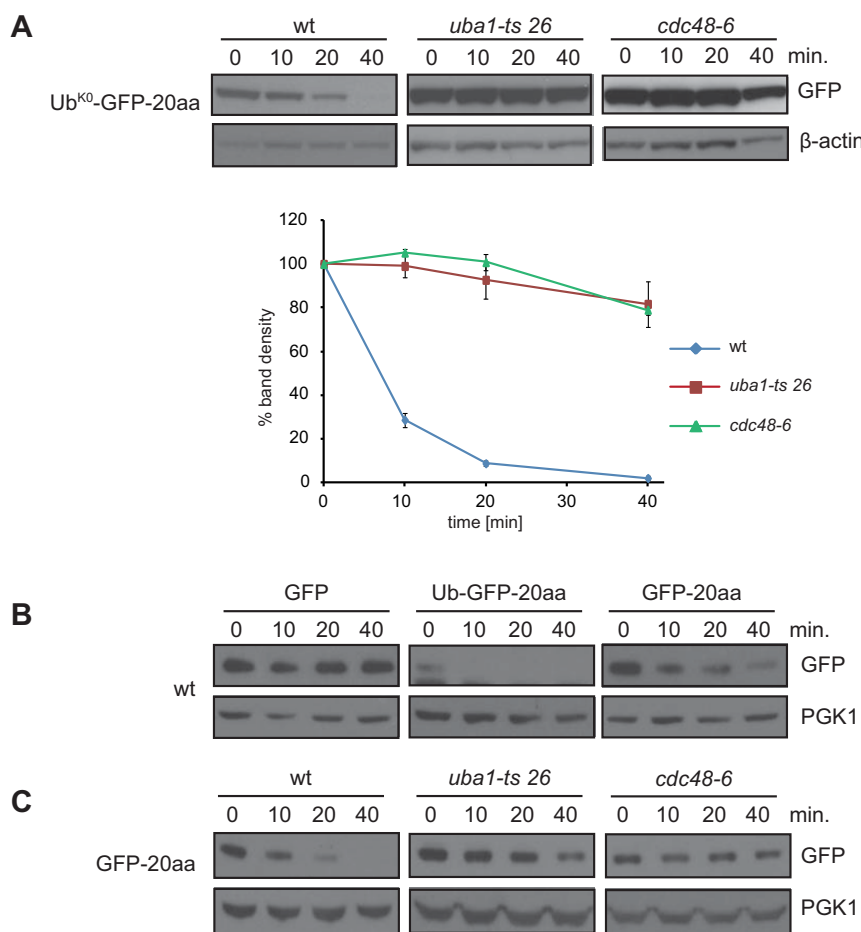 A
wt uba1-ts 26 cdc48-6
0 10 20 40 0 10 20 40 0 10 20 40 min.
Ub^K0-GFP-20aa GFP
β-actin
120
100
80
60
40
20
0
% band density
0 10 20 30 40
time [min]
wt
uba1-ts 26
cdc48-6
B
GFP Ub-GFP-20aa GFP-20aa
0 10 20 40 0 10 20 40 0 10 20 40 min.
wt GFP
PGK1
C
wt uba1-ts 26 cdc48-6
0 10 20 40 0 10 20 40 0 10 20 40 min.
GFP-20aa GFP
PGK1